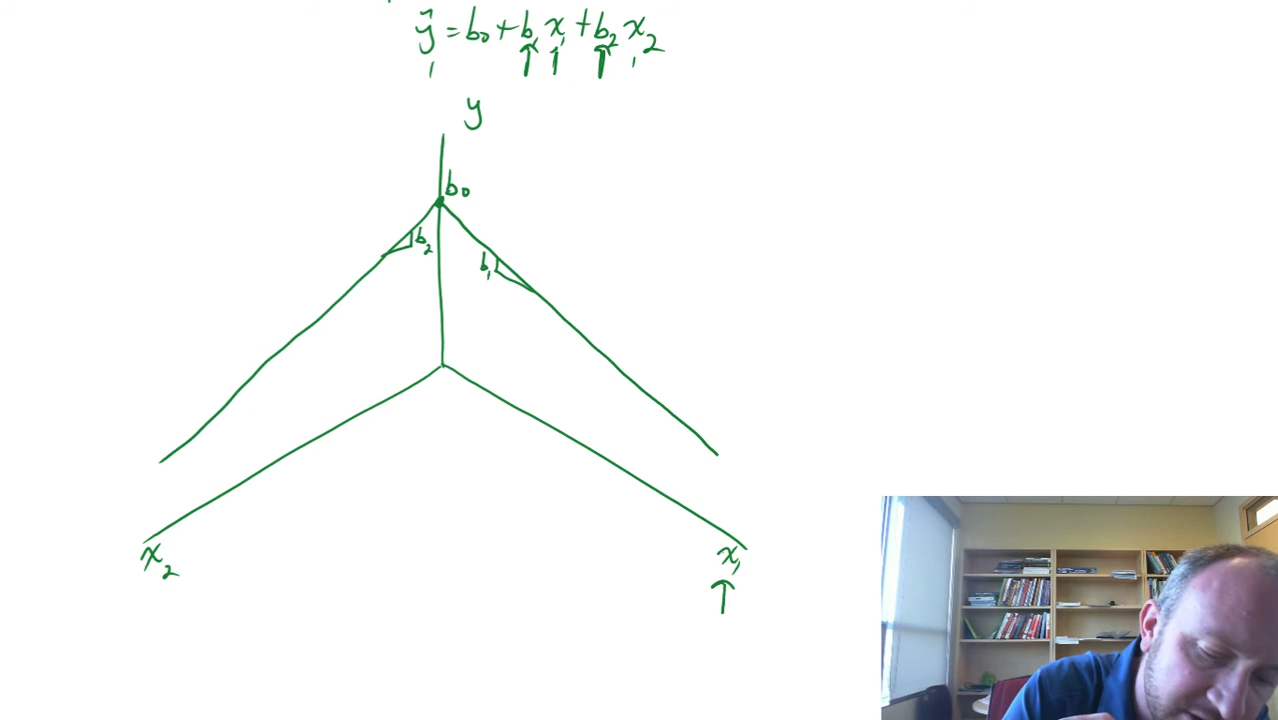 ŷ = b₀ + b₁x₁ + b₂x₂
y
b₀
b₂
b₁
x₂
x₁